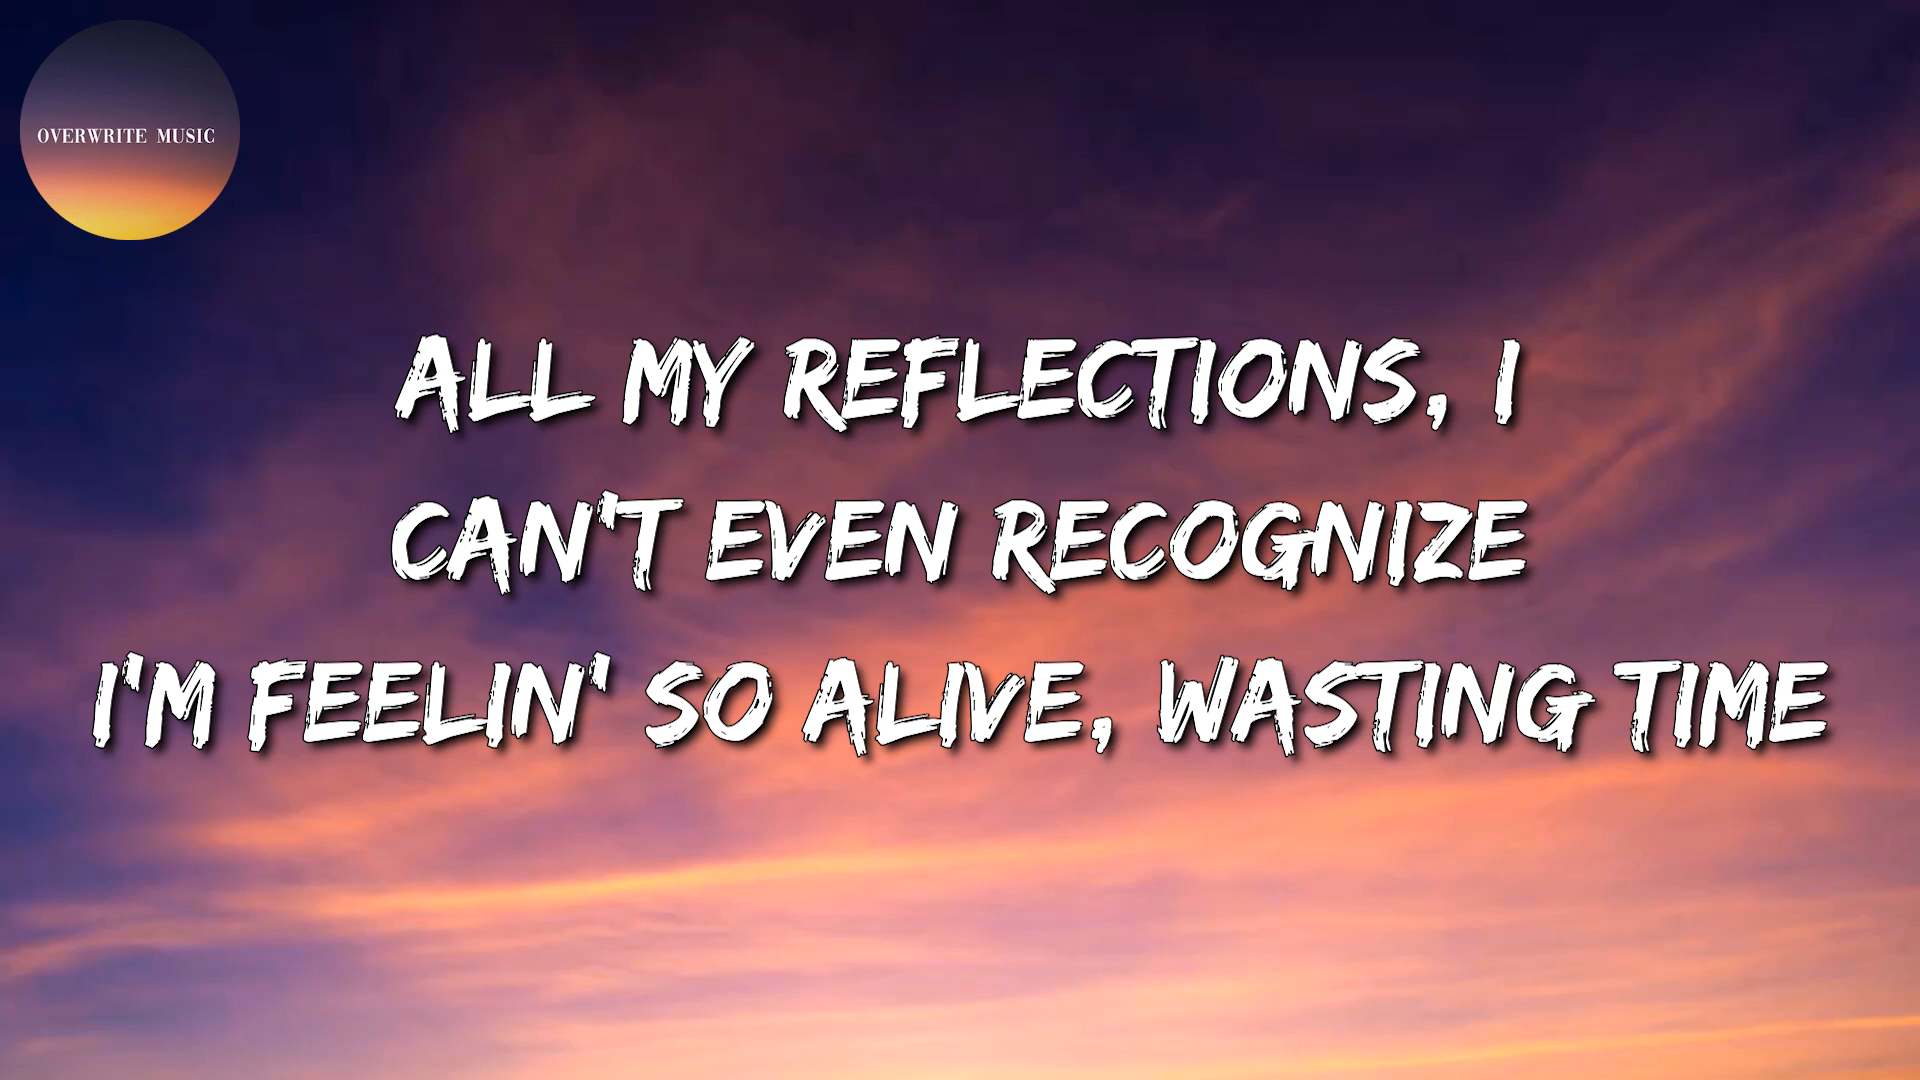 OVERWRITE MUSIC
ALL MY REFLECTIONS, I
CAN'T EVEN RECOGNIZE
I'M FEELIN' SO ALIVE, WASTING TIME